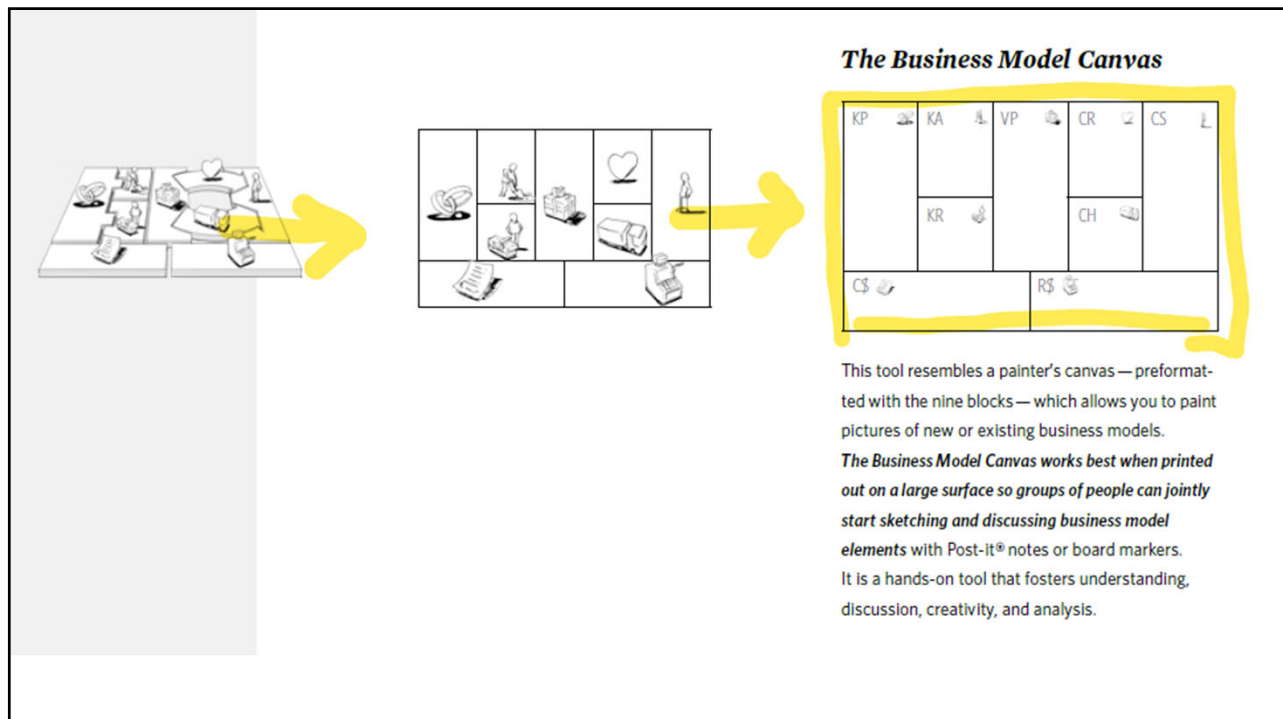 The Business Model Canvas
KP KA VP CR CS
KR CH
C$ R$
This tool resembles a painter's canvas — preformat-
ted with the nine blocks — which allows you to paint
pictures of new or existing business models.
The Business Model Canvas works best when printed
out on a large surface so groups of people can jointly
start sketching and discussing business model
elements with Post-it® notes or board markers.
It is a hands-on tool that fosters understanding,
discussion, creativity, and analysis.